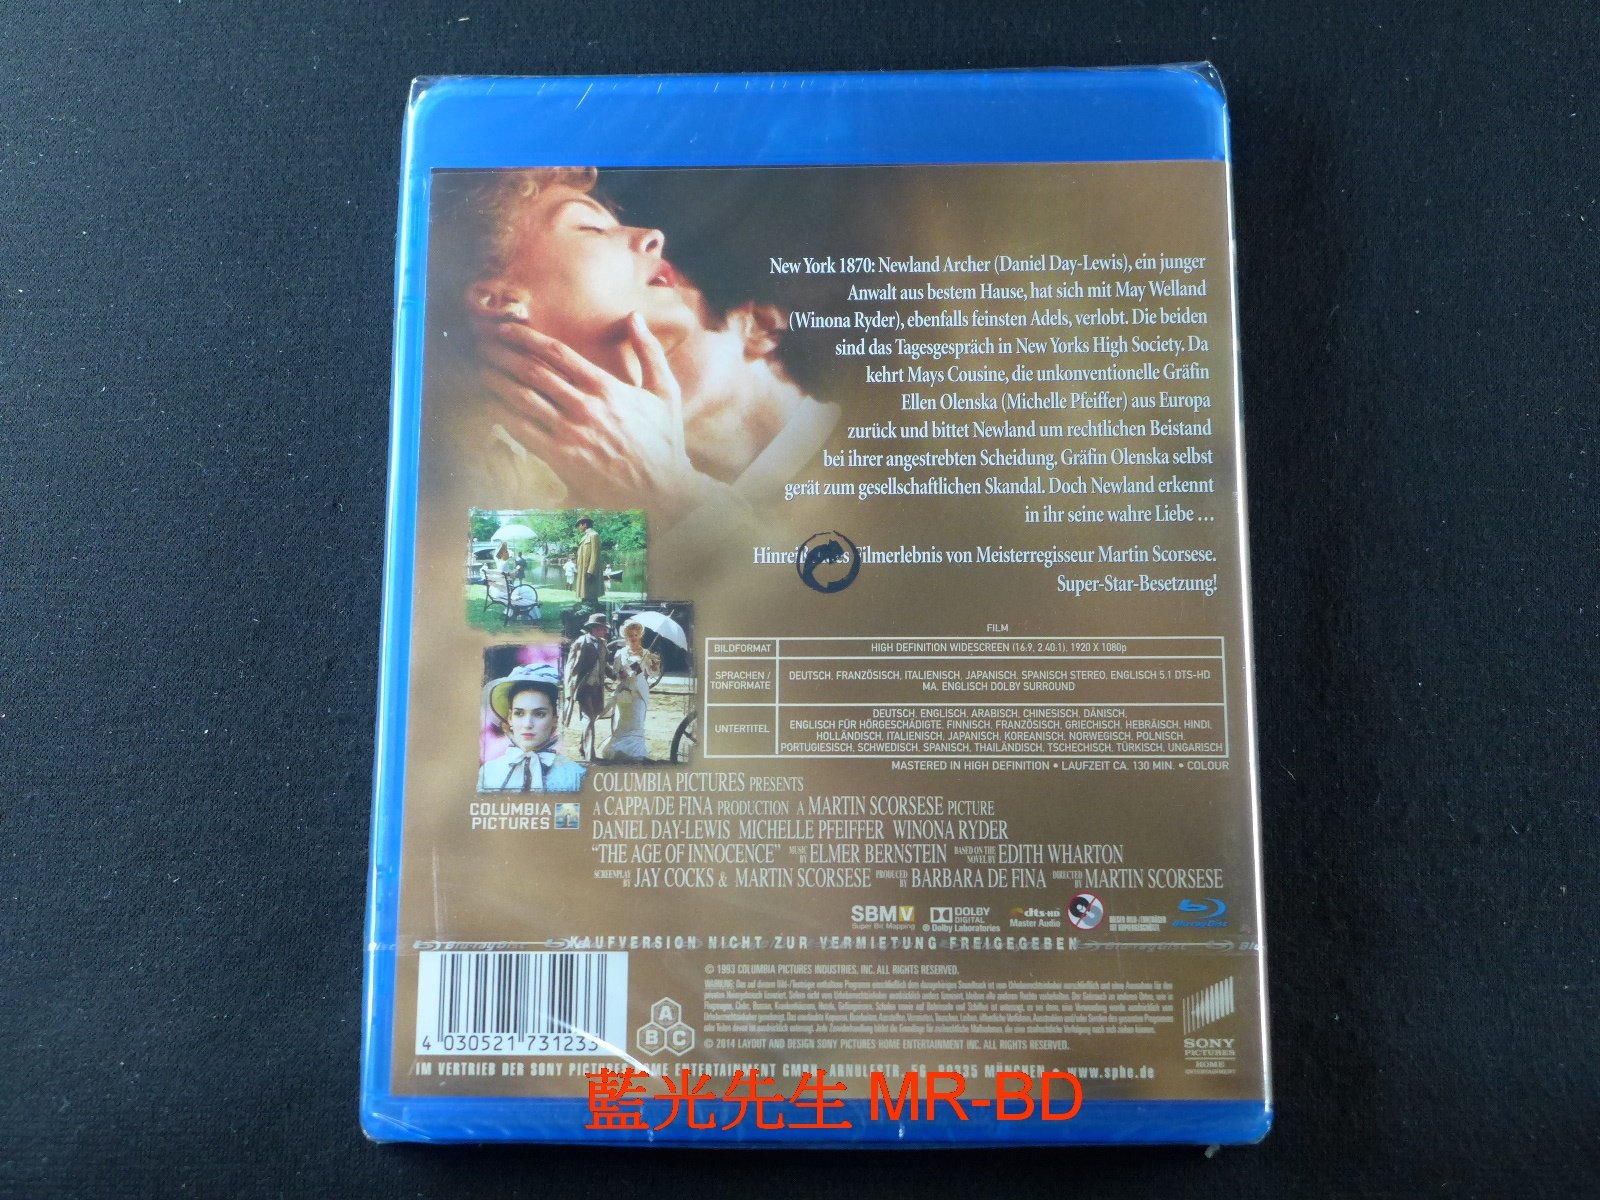 New York 1870: Newland Archer (Daniel Day-Lewis), ein junger
Anwalt aus bestem Hause, hat sich mit May Welland
(Winona Ryder), ebenfalls feinsten Adels, verlobt. Die beiden
sind das Tagesgespräch in New Yorks High Society. Da
kehrt Mays Cousine, die unkonventionelle Gräfin
Ellen Olenska (Michelle Pfeiffer) aus Europa
zurück und bittet Newland um rechtlichen Beistand
bei ihrer angestrebten Scheidung. Gräfin Olenska selbst
gerät zum gesellschaftlichen Skandal. Doch Newland erkennt
in ihr seine wahre Liebe ...
Filmerlebnis von Meisterregisseur Martin Scorsese.
Super-Star-Besetzung!
FILM
BILDFORMAT
HIGH DEFINITION WIDESCREEN (16:9, 2.40:1), 1920 X 1080p
SPRACHEN /
TONFORMATE
DEUTSCH, FRANZÖSISCH, ITALIENISCH, JAPANISCH, SPANISCH STEREO, ENGLISCH 5.1 DTS-HD
MA, ENGLISCH DOLBY SURROUND
UNTERTITEL
DEUTSCH, ENGLISCH, ARABISCH, CHINESISCH, DÄNISCH,
ENGLISCH FÜR HÖRGESCHÄDIGTE, FINNISCH, FRANZÖSISCH, GRIECHISCH, HEBRÄISCH, HINDI,
HOLLÄNDISCH, ITALIENISCH, JAPANISCH, KOREANISCH, NORWEGISCH, POLNISCH,
PORTUGIESISCH, SCHWEDISCH, SPANISCH, THAILÄNDISCH, TSCHECHISCH, TÜRKISCH, UNGARISCH
MASTERED IN HIGH DEFINITION • LAUFZEIT CA. 130 MIN. • COLOUR
COLUMBIA
PICTURES
COLUMBIA PICTURES PRESENTS
A CAPPA/DE FINA PRODUCTION A MARTIN SCORSESE PICTURE
DANIEL DAY-LEWIS MICHELLE PFEIFFER WINONA RYDER
"THE AGE OF INNOCENCE" MUSIC BY ELMER BERNSTEIN BASED ON THE NOVEL BY EDITH WHARTON
SCREENPLAY BY JAY COCKS & MARTIN SCORSESE PRODUCED BY BARBARA DE FINA DIRECTED BY MARTIN SCORSESE
SBMV
Super Bit Mapping
DOLBY
DIGITAL
Dolby Laboratories
dts-HD
Master Audio
Blu-ray Disc
KAUFVERSION NICHT ZUR VERMIETUNG FREIGEGEBEN
© 1993 COLUMBIA PICTURES INDUSTRIES, INC. ALL RIGHTS RESERVED.
© 2014 LAYOUT AND DESIGN SONY PICTURES HOME ENTERTAINMENT INC. ALL RIGHTS RESERVED.
4 030521 731233
A
B
C
SONY
PICTURES
HOME
ENTERTAINMENT
IM VERTRIEB DER SONY PICTURES HOME ENTERTAINMENT GMBH, MÜNCHEN • www.sphe.de
藍光先生 MR-BD